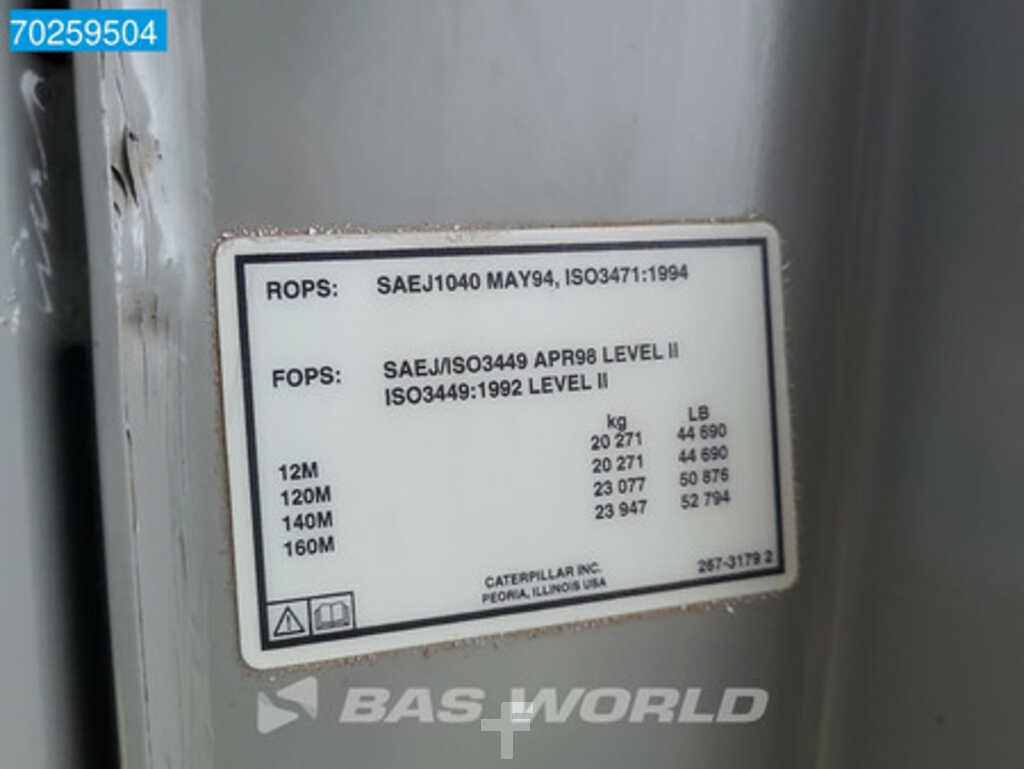 70259504
ROPS: SAEJ1040 MAY94, ISO3471:1994
FOPS: SAEJ/ISO3449 APR98 LEVEL II
ISO3449:1992 LEVEL II
kg LB
12M 20 271 44 690
120M 20 271 44 690
140M 23 077 50 876
160M 23 947 52 794
CATERPILLAR INC.
PEORIA, ILLINOIS USA
267-3179 2
BAS WORLD